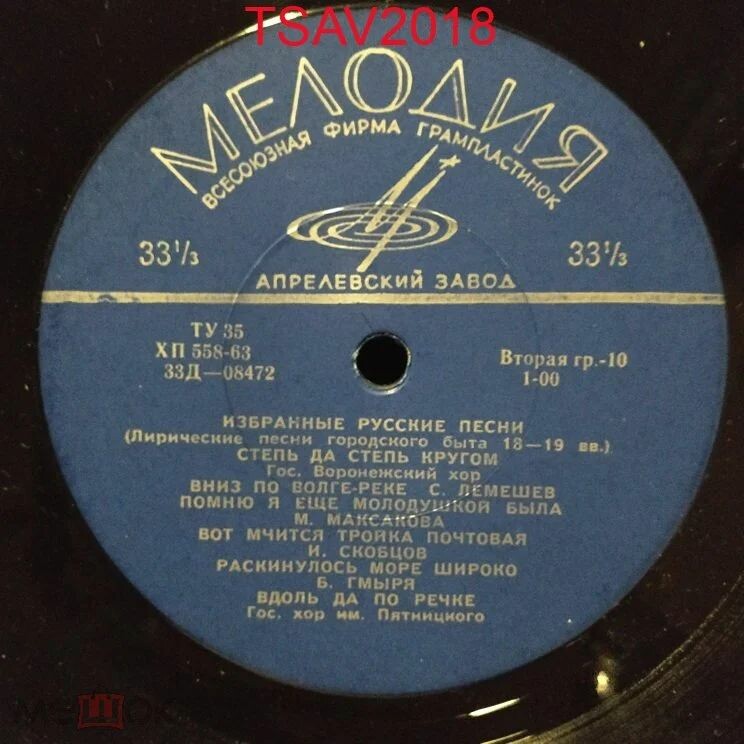 TSAV2018
МЕЛОДИЯ
ВСЕСОЮЗНАЯ ФИРМА ГРАМПЛАСТИНОК
33⅓ 33⅓
АПРЕЛЕВСКИЙ ЗАВОД
ТУ 35
ХП 558-63
33Д—08472
Вторая гр.-10
1-00
ИЗБРАННЫЕ РУССКИЕ ПЕСНИ
(Лирические песни городского быта 18—19 вв.)
СТЕПЬ ДА СТЕПЬ КРУГОМ
Гос. Воронежский хор
ВНИЗ ПО ВОЛГЕ-РЕКЕ С. ЛЕМЕШЕВ
ПОМНЮ Я ЕЩЕ МОЛОДУШКОЙ БЫЛА
М. МАКСАКОВА
ВОТ МЧИТСЯ ТРОЙКА ПОЧТОВАЯ
И. СКОБЦОВ
РАСКИНУЛОСЬ МОРЕ ШИРОКО
Б. ГМЫРЯ
ВДОЛЬ ДА ПО РЕЧКЕ
Гос. хор им. Пятницкого